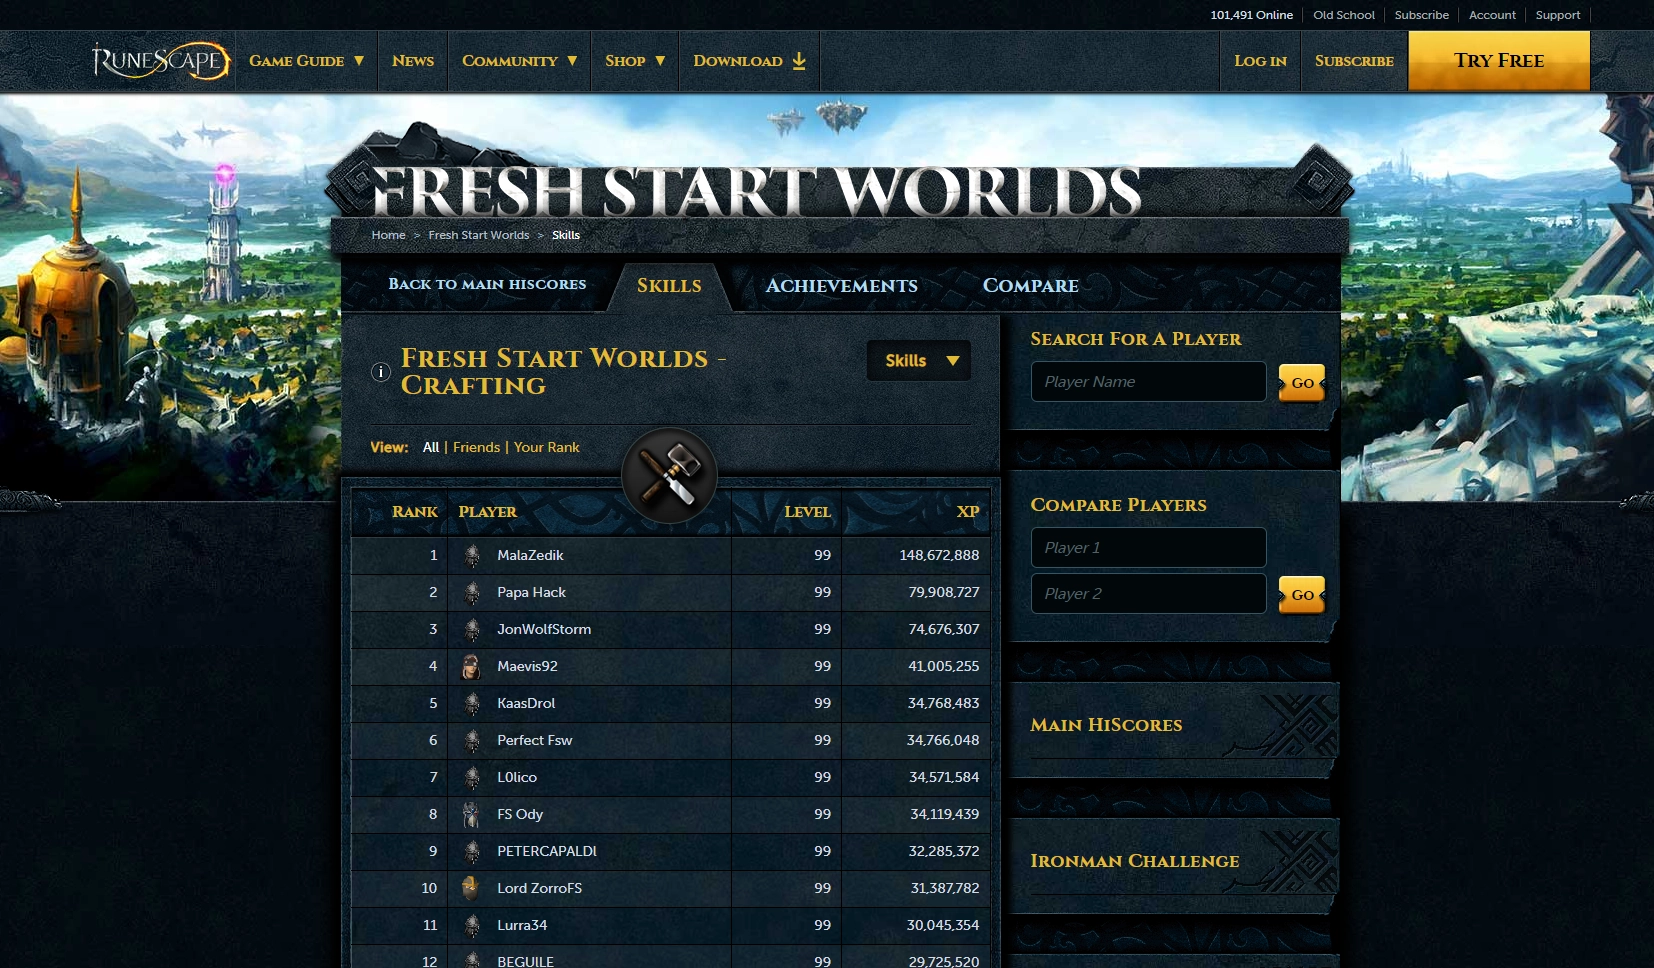 101,491 Online Old School Subscribe Account Support
RuneScape Game Guide News Community Shop Download Log in Subscribe Try Free
FRESH START WORLDS
Home > Fresh Start Worlds > Skills
Back to main hiscores Skills Achievements Compare
Fresh Start Worlds -
Crafting
Skills
View: All | Friends | Your Rank
Rank Player Level XP
1 MalaZedik 99 148,672,888
2 Papa Hack 99 79,908,727
3 JonWolfStorm 99 74,676,307
4 Maevis92 99 41,005,255
5 KaasDrol 99 34,768,483
6 Perfect Fsw 99 34,766,048
7 L0lico 99 34,571,584
8 FS Ody 99 34,119,439
9 PETERCAPALDI 99 32,285,372
10 Lord ZorroFS 99 31,387,782
11 Lurra34 99 30,045,354
12 BEGUILE 99 29,725,520
Search For A Player
Player Name GO
Compare Players
Player 1
Player 2 GO
Main HiScores
Ironman Challenge